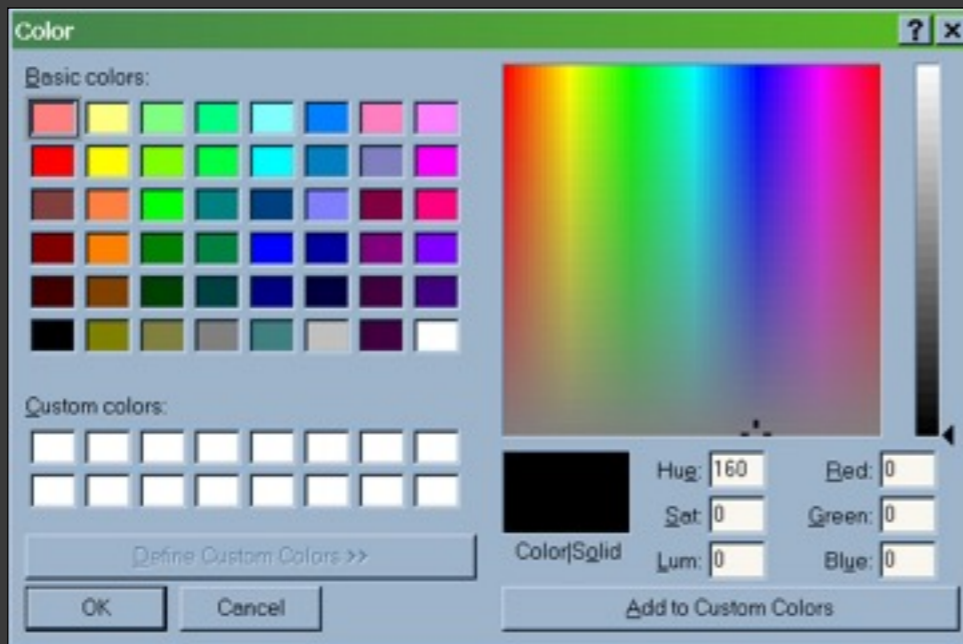 Color
Basic colors:
Custom colors:
Define Custom Colors >>
OK Cancel
Hue: 160 Red: 0
Sat: 0 Green: 0
Color|Solid
Lum: 0 Blue: 0
Add to Custom Colors